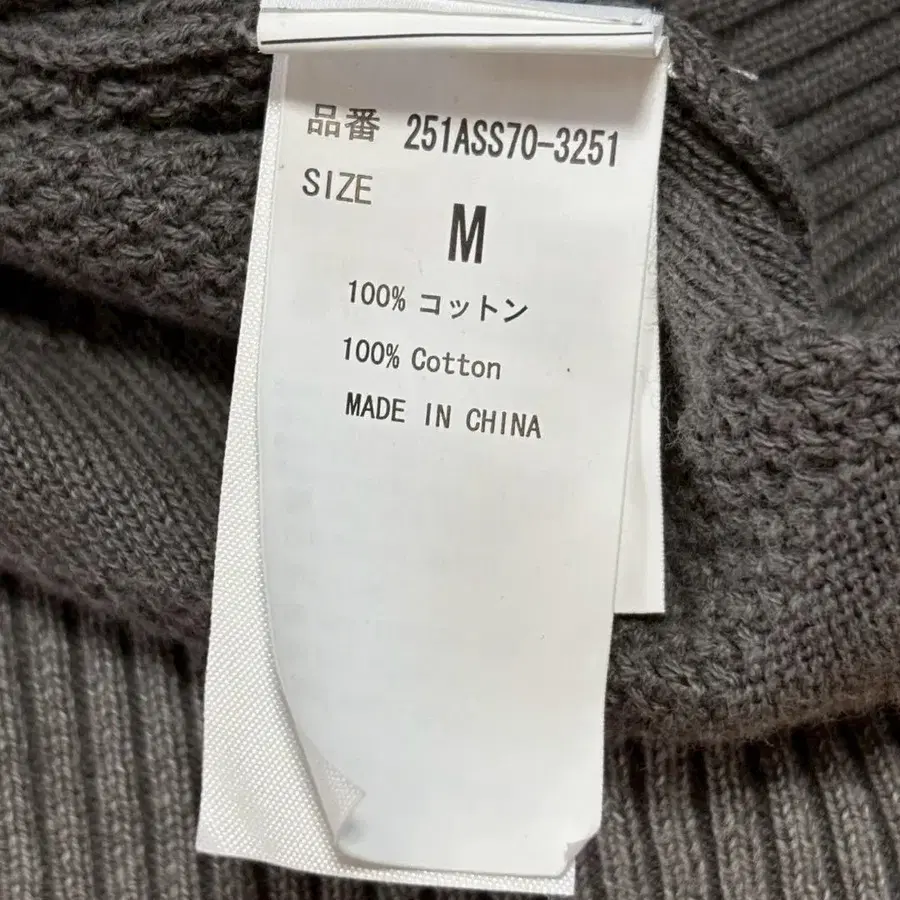 品番 251ASS70-3251
SIZE
M
100% コットン
100% Cotton
MADE IN CHINA